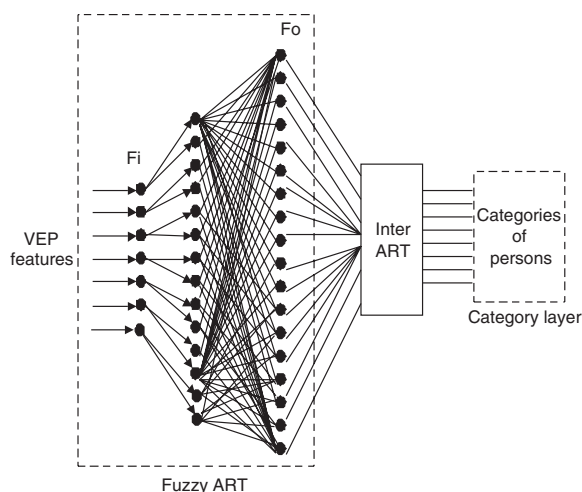 Fo
Fi
VEP
features
Inter
ART
Categories
of
persons
Category layer
Fuzzy ART